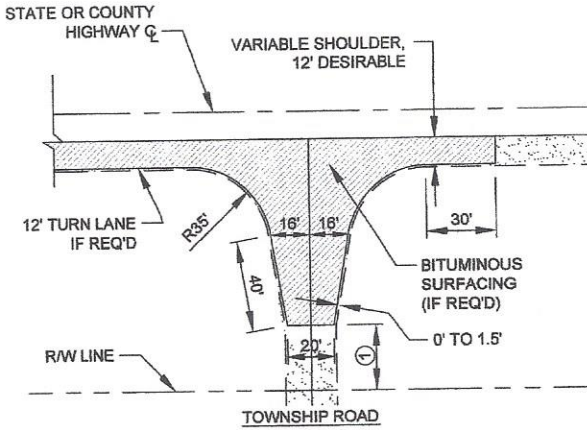 STATE OR COUNTY
HIGHWAY ℄
VARIABLE SHOULDER,
12' DESIRABLE
12' TURN LANE
IF REQ'D
R35'
16'
16'
30'
40'
BITUMINOUS
SURFACING
(IF REQ'D)
0' TO 1.5'
20'
1
R/W LINE
TOWNSHIP ROAD